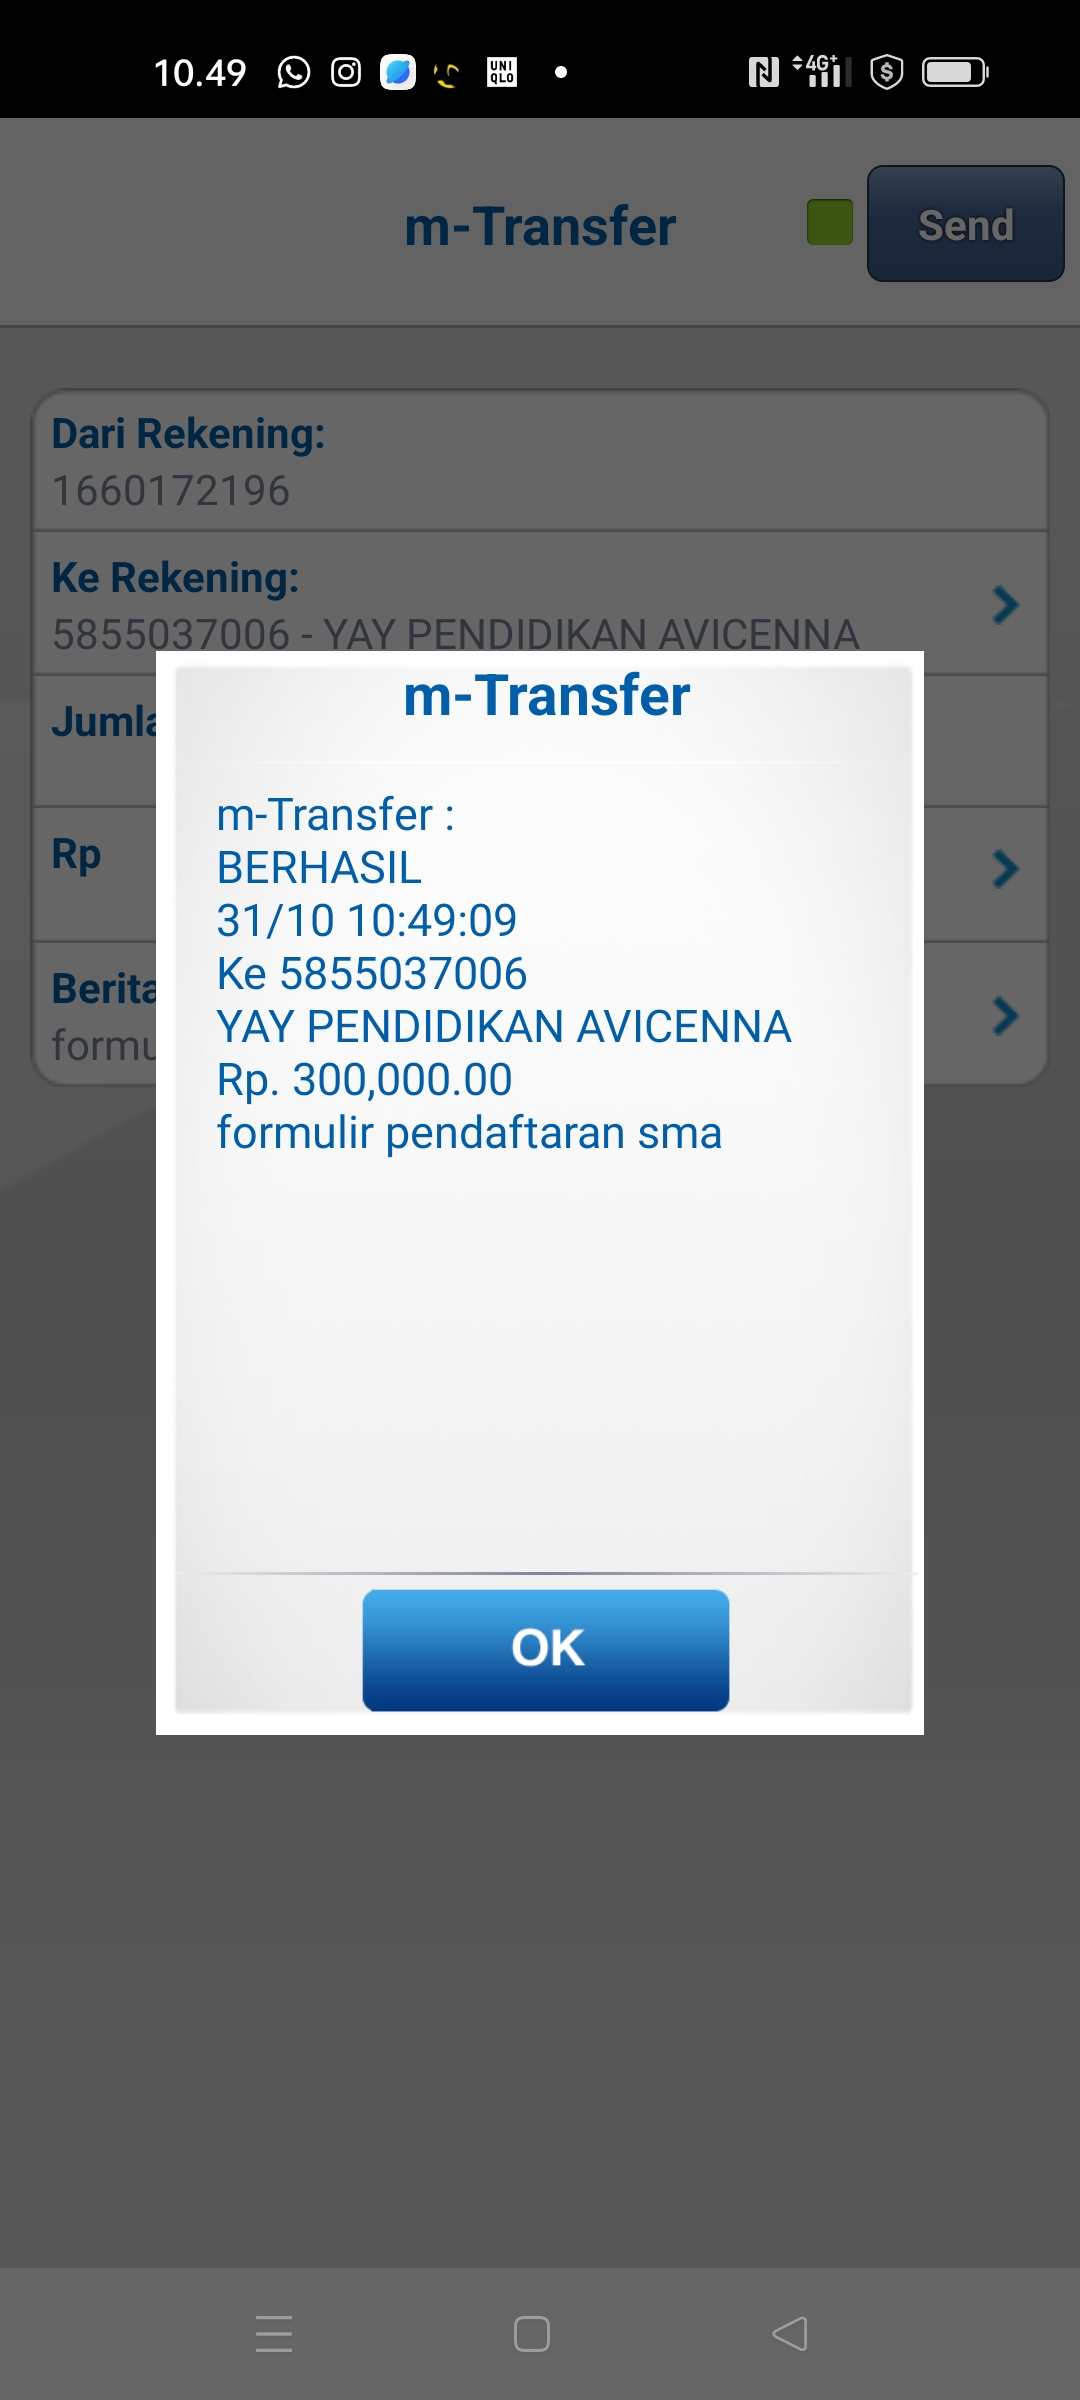 10.49
UNI
QLO
4G+
m-Transfer
Send
Dari Rekening:
1660172196
Ke Rekening:
5855037006 - YAY PENDIDIKAN AVICENNA
Jumla
Rp
Berita
formu
m-Transfer
m-Transfer :
BERHASIL
31/10 10:49:09
Ke 5855037006
YAY PENDIDIKAN AVICENNA
Rp. 300,000.00
formulir pendaftaran sma
OK